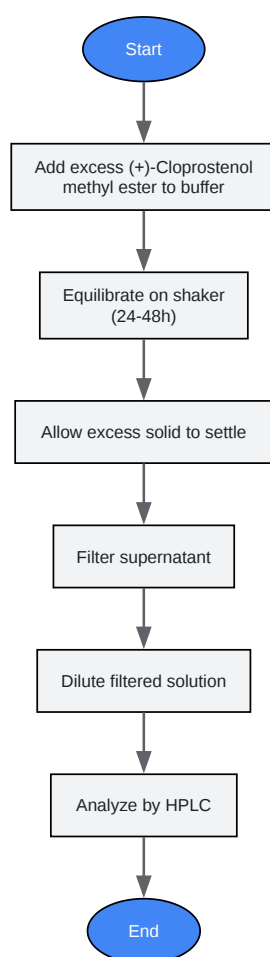 Start
Add excess (+)-Cloprostenol
methyl ester to buffer
Equilibrate on shaker
(24-48h)
Allow excess solid to settle
Filter supernatant
Dilute filtered solution
Analyze by HPLC
End